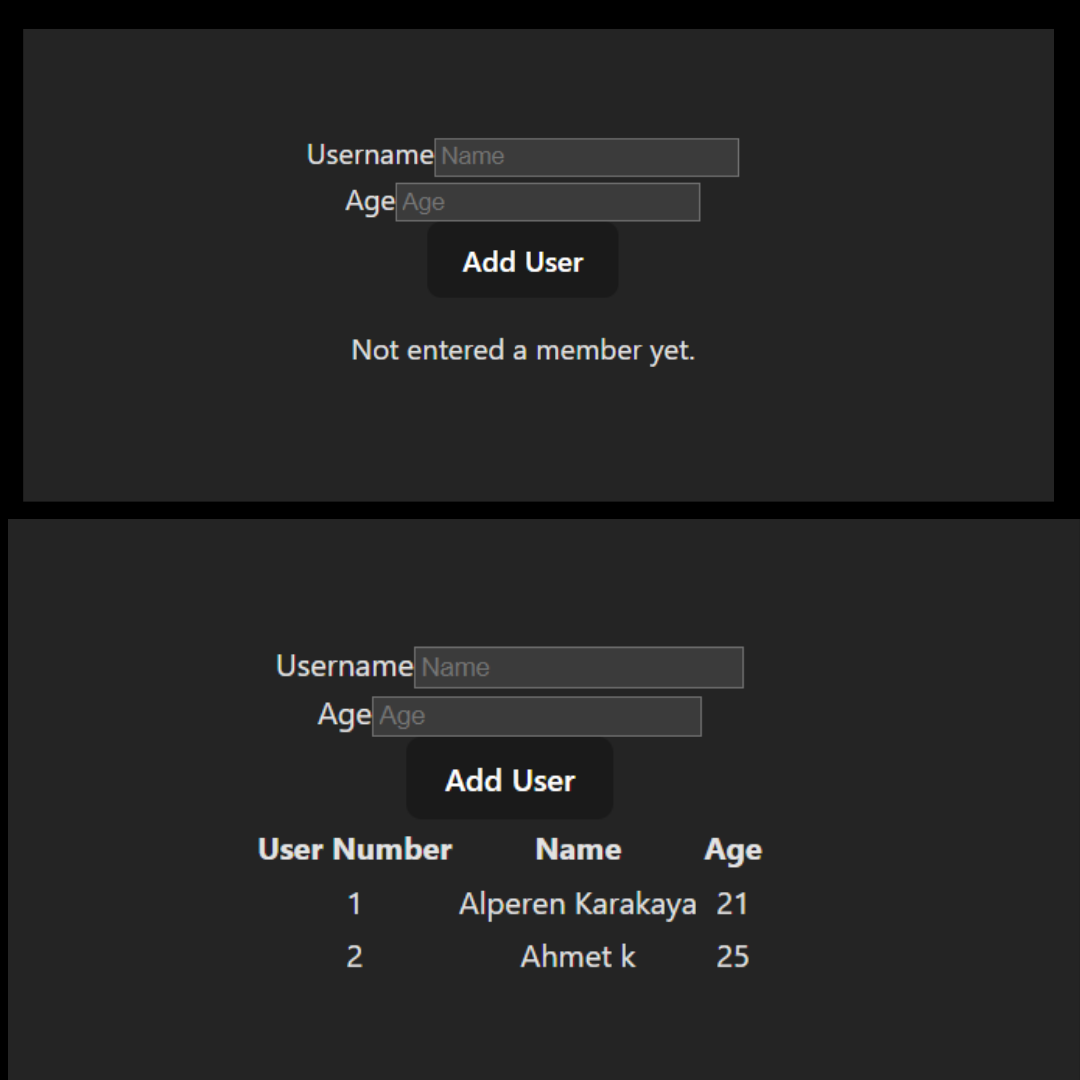 Username Name
Age Age
Add User
Not entered a member yet.
Username Name
Age Age
Add User
User Number Name Age
1 Alperen Karakaya 21
2 Ahmet k 25